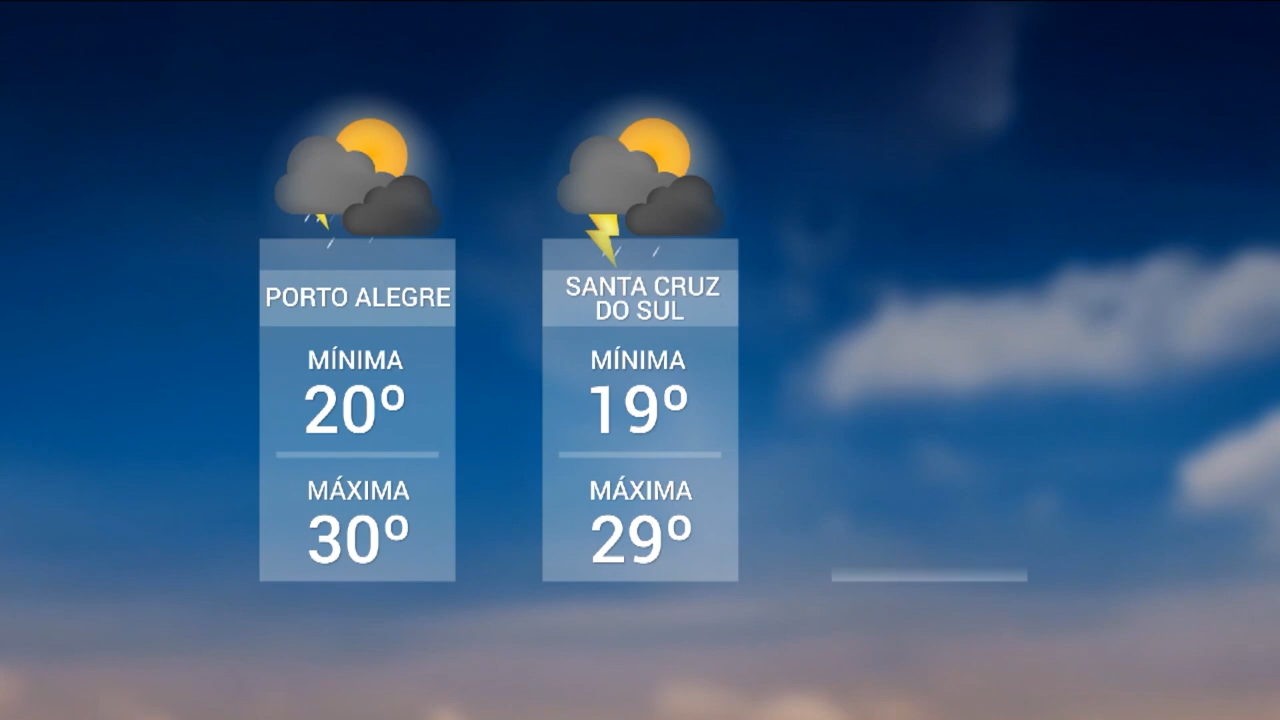 PORTO ALEGRE
MÍNIMA
20º
MÁXIMA
30º
SANTA CRUZ
DO SUL
MÍNIMA
19º
MÁXIMA
29º